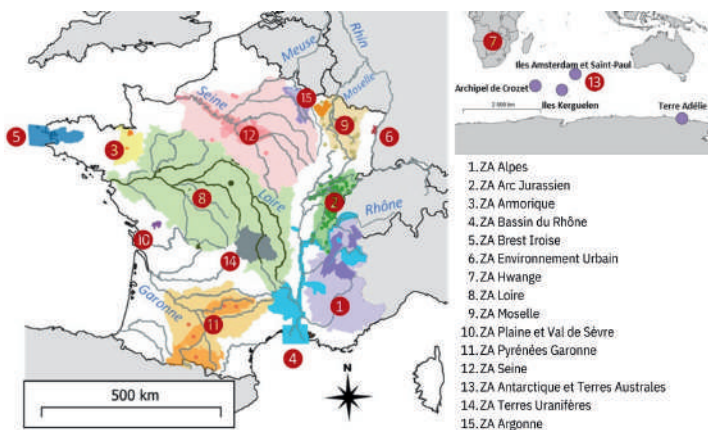 Meuse
Rhin
Moselle
Seine
Loire
Rhône
Garonne
15
12
9
5
3
6
8
2
10
14
1
11
4
N
500 km
7
Iles Amsterdam et Saint-Paul
13
Archipel de Crozet
Iles Kerguelen
Terre Adélie
2 000 km
1.ZA Alpes
2.ZA Arc Jurassien
3.ZA Armorique
4.ZA Bassin du Rhône
5.ZA Brest Iroise
6.ZA Environnement Urbain
7.ZA Hwange
8.ZA Loire
9.ZA Moselle
10.ZA Plaine et Val de Sèvre
11.ZA Pyrénées Garonne
12.ZA Seine
13.ZA Antarctique et Terres Australes
14.ZA Terres Uranifères
15.ZA Argonne